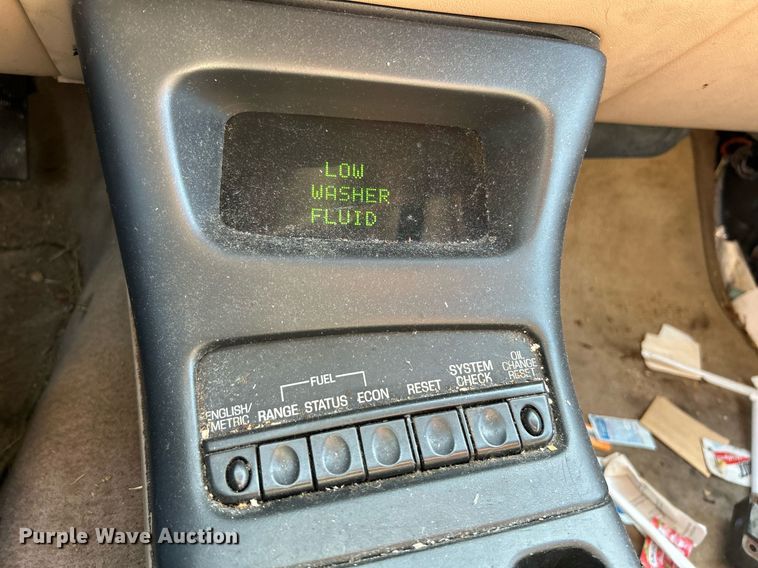 LOW
WASHER
FLUID
FUEL
ENGLISH/
METRIC
RANGE STATUS ECON
RESET
SYSTEM
CHECK
OIL
CHANGE
RESET
Purple Wave Auction